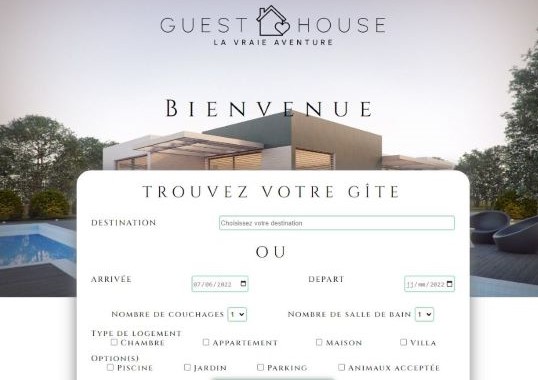 GUEST HOUSE
LA VRAIE AVENTURE
BIENVENUE
TROUVEZ VOTRE GÎTE
DESTINATION Choisissez votre destination
OU
ARRIVÉE 07/06/2022 DEPART jj/mm/2022
NOMBRE DE COUCHAGES 1 NOMBRE DE SALLE DE BAIN 1
TYPE DE LOGEMENT
CHAMBRE APPARTEMENT MAISON VILLA
OPTION(S)
PISCINE JARDIN PARKING ANIMAUX ACCEPTÉE